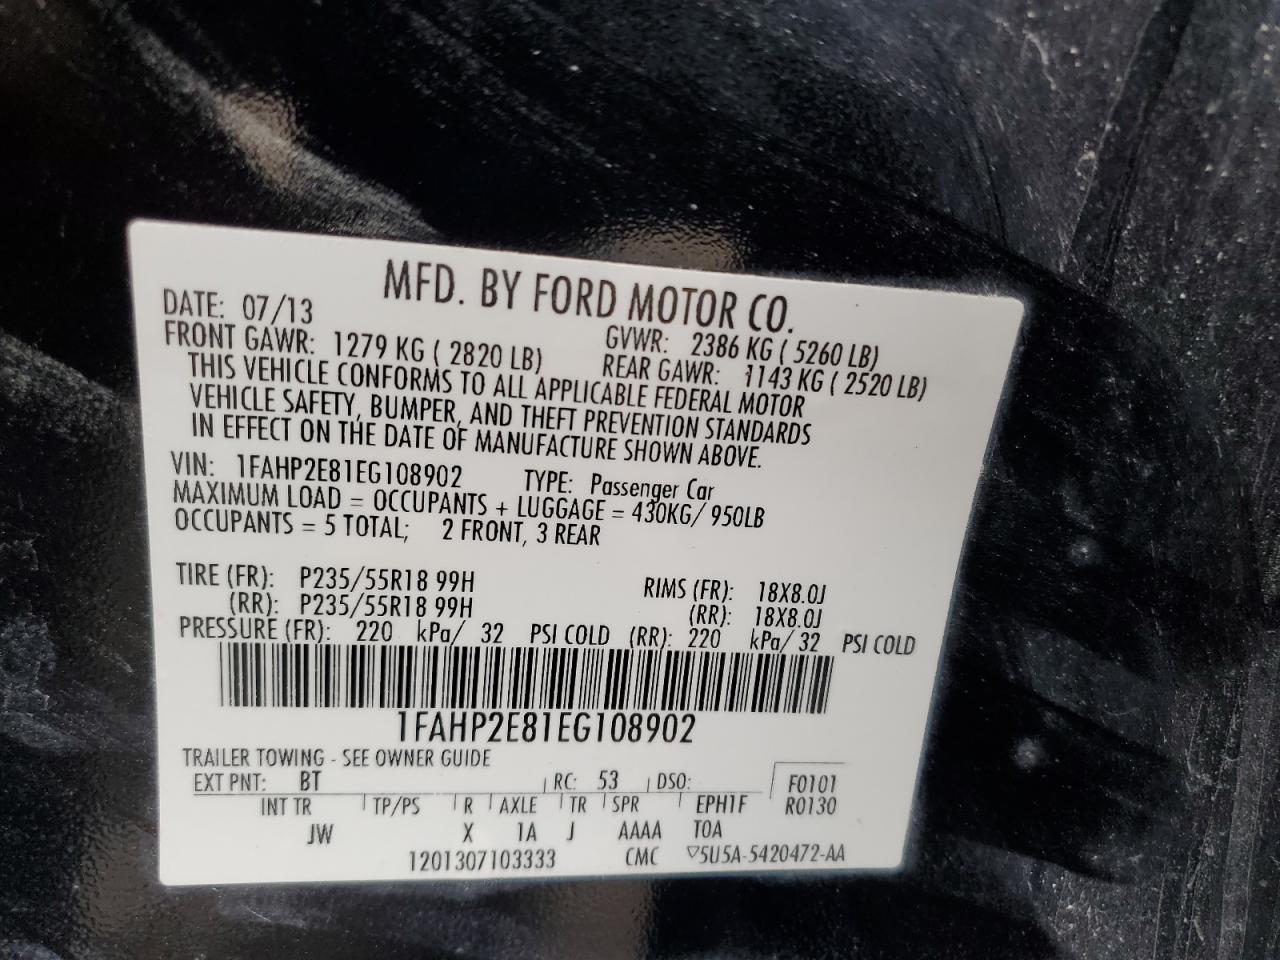 MFD. BY FORD MOTOR CO.
DATE: 07/13 GVWR: 2386 KG ( 5260 LB)
FRONT GAWR: 1279 KG ( 2820 LB) REAR GAWR: 1143 KG ( 2520 LB)
THIS VEHICLE CONFORMS TO ALL APPLICABLE FEDERAL MOTOR
VEHICLE SAFETY, BUMPER, AND THEFT PREVENTION STANDARDS
IN EFFECT ON THE DATE OF MANUFACTURE SHOWN ABOVE.
VIN: 1FAHP2E81EG108902 TYPE: Passenger Car
MAXIMUM LOAD = OCCUPANTS + LUGGAGE = 430KG/ 950LB
OCCUPANTS = 5 TOTAL; 2 FRONT, 3 REAR
TIRE (FR): P235/55R18 99H RIMS (FR): 18X8.0J
(RR): P235/55R18 99H (RR): 18X8.0J
PRESSURE (FR): 220 kPa/ 32 PSI COLD (RR): 220 kPa/ 32 PSI COLD
1FAHP2E81EG108902
TRAILER TOWING - SEE OWNER GUIDE
EXT PNT: BT RC: 53 DSO: F0101
INT TR TP/PS R AXLE TR SPR EPH1F R0130
JW X 1A J AAAA TOA
1201307103333 CMC ▽5U5A-5420472-AA